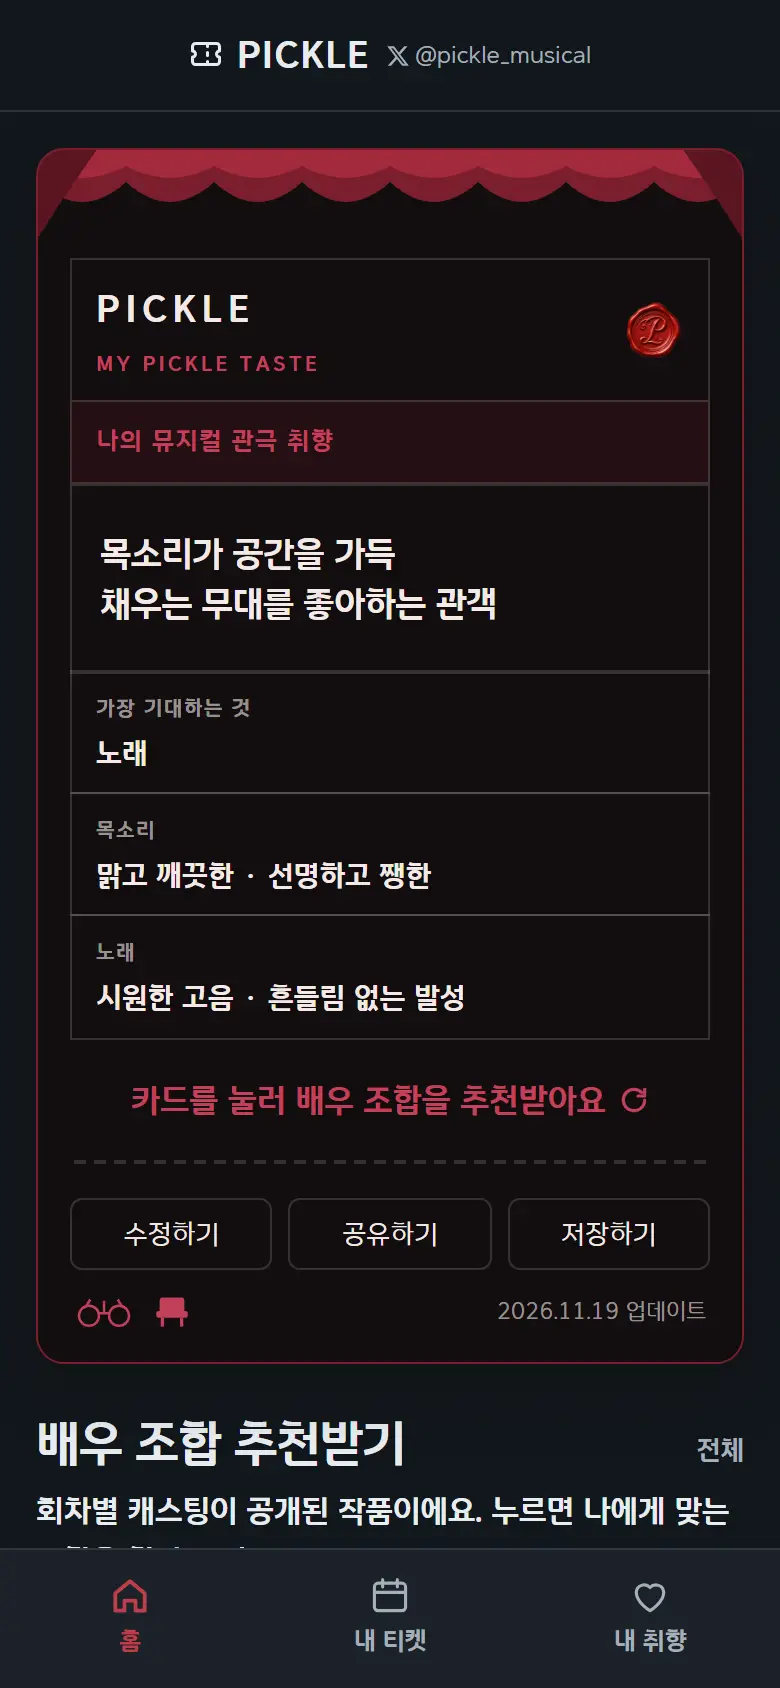 PICKLE
@pickle_musical
PICKLE
MY PICKLE TASTE
P
나의 뮤지컬 관극 취향
목소리가 공간을 가득
채우는 무대를 좋아하는 관객
가장 기대하는 것
노래
목소리
맑고 깨끗한 · 선명하고 쨍한
노래
시원한 고음 · 흔들림 없는 발성
카드를 눌러 배우 조합을 추천받아요
수정하기 공유하기 저장하기
2026.11.19 업데이트
배우 조합 추천받기 전체
회차별 캐스팅이 공개된 작품이에요. 누르면 나에게 맞는
홈 내 티켓 내 취향